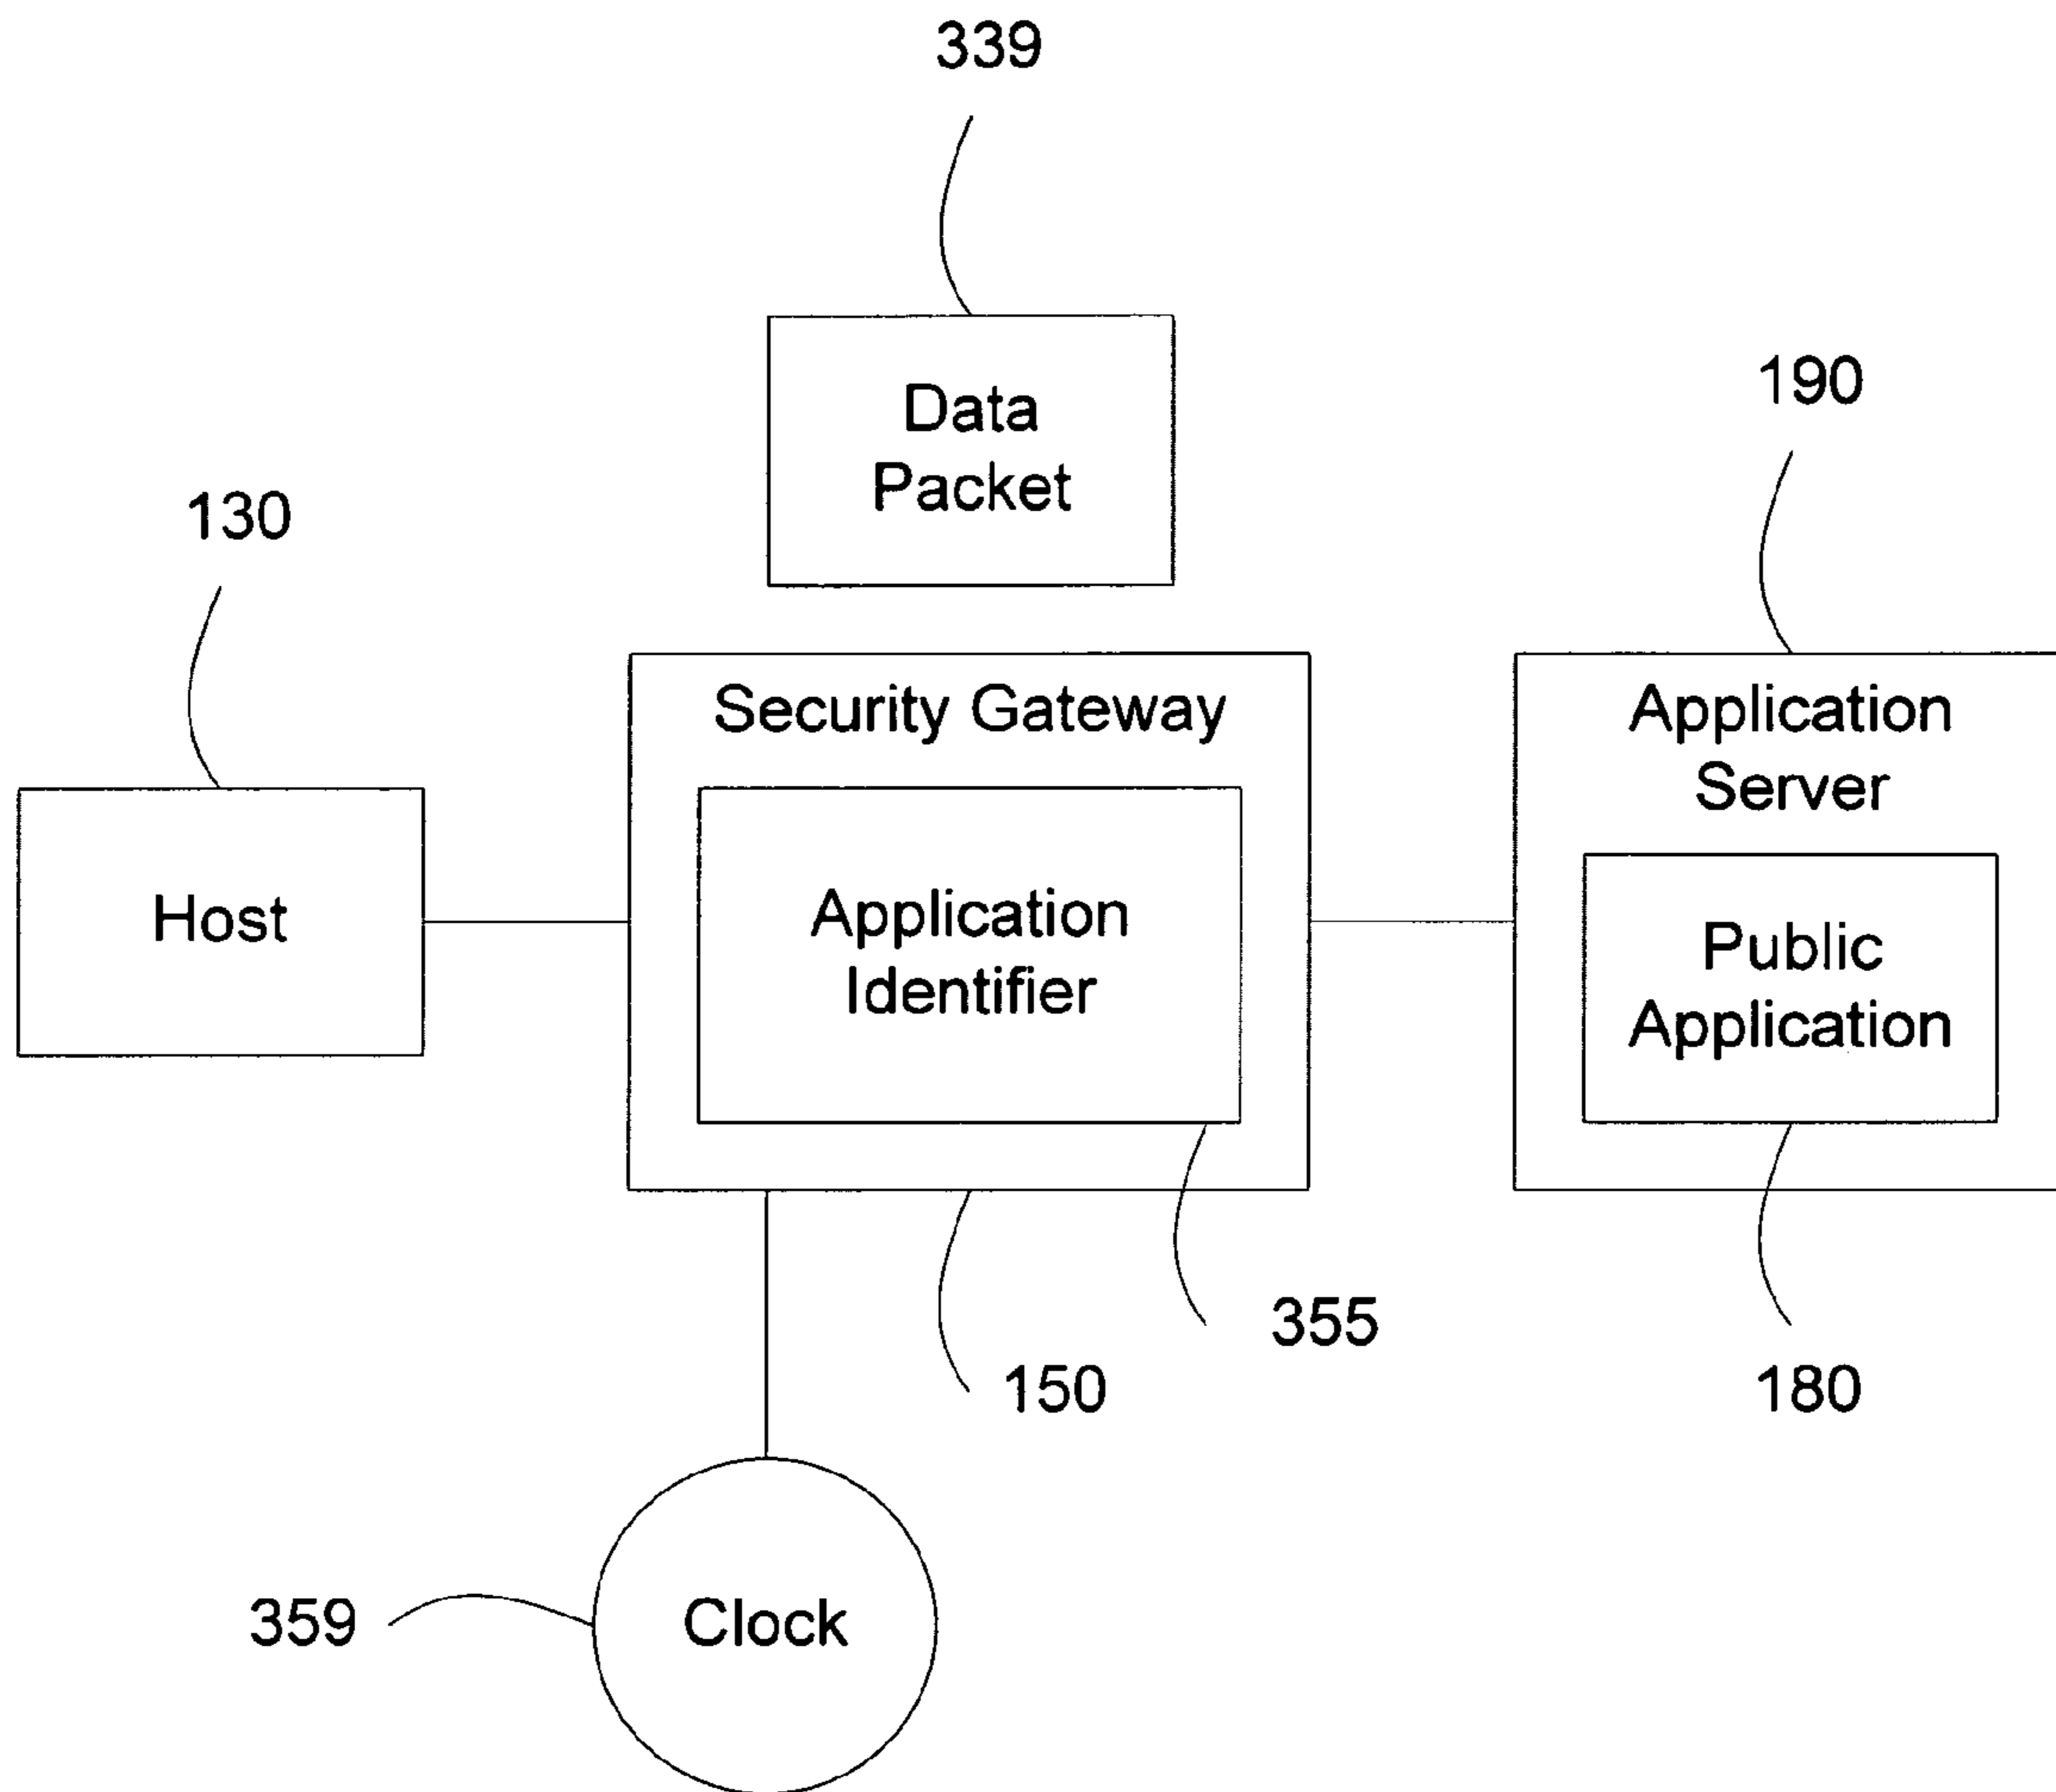 339
Data
Packet
190
130
Security Gateway
Application
Server
Host
Application
Identifier
Public
Application
355
150
180
359
Clock